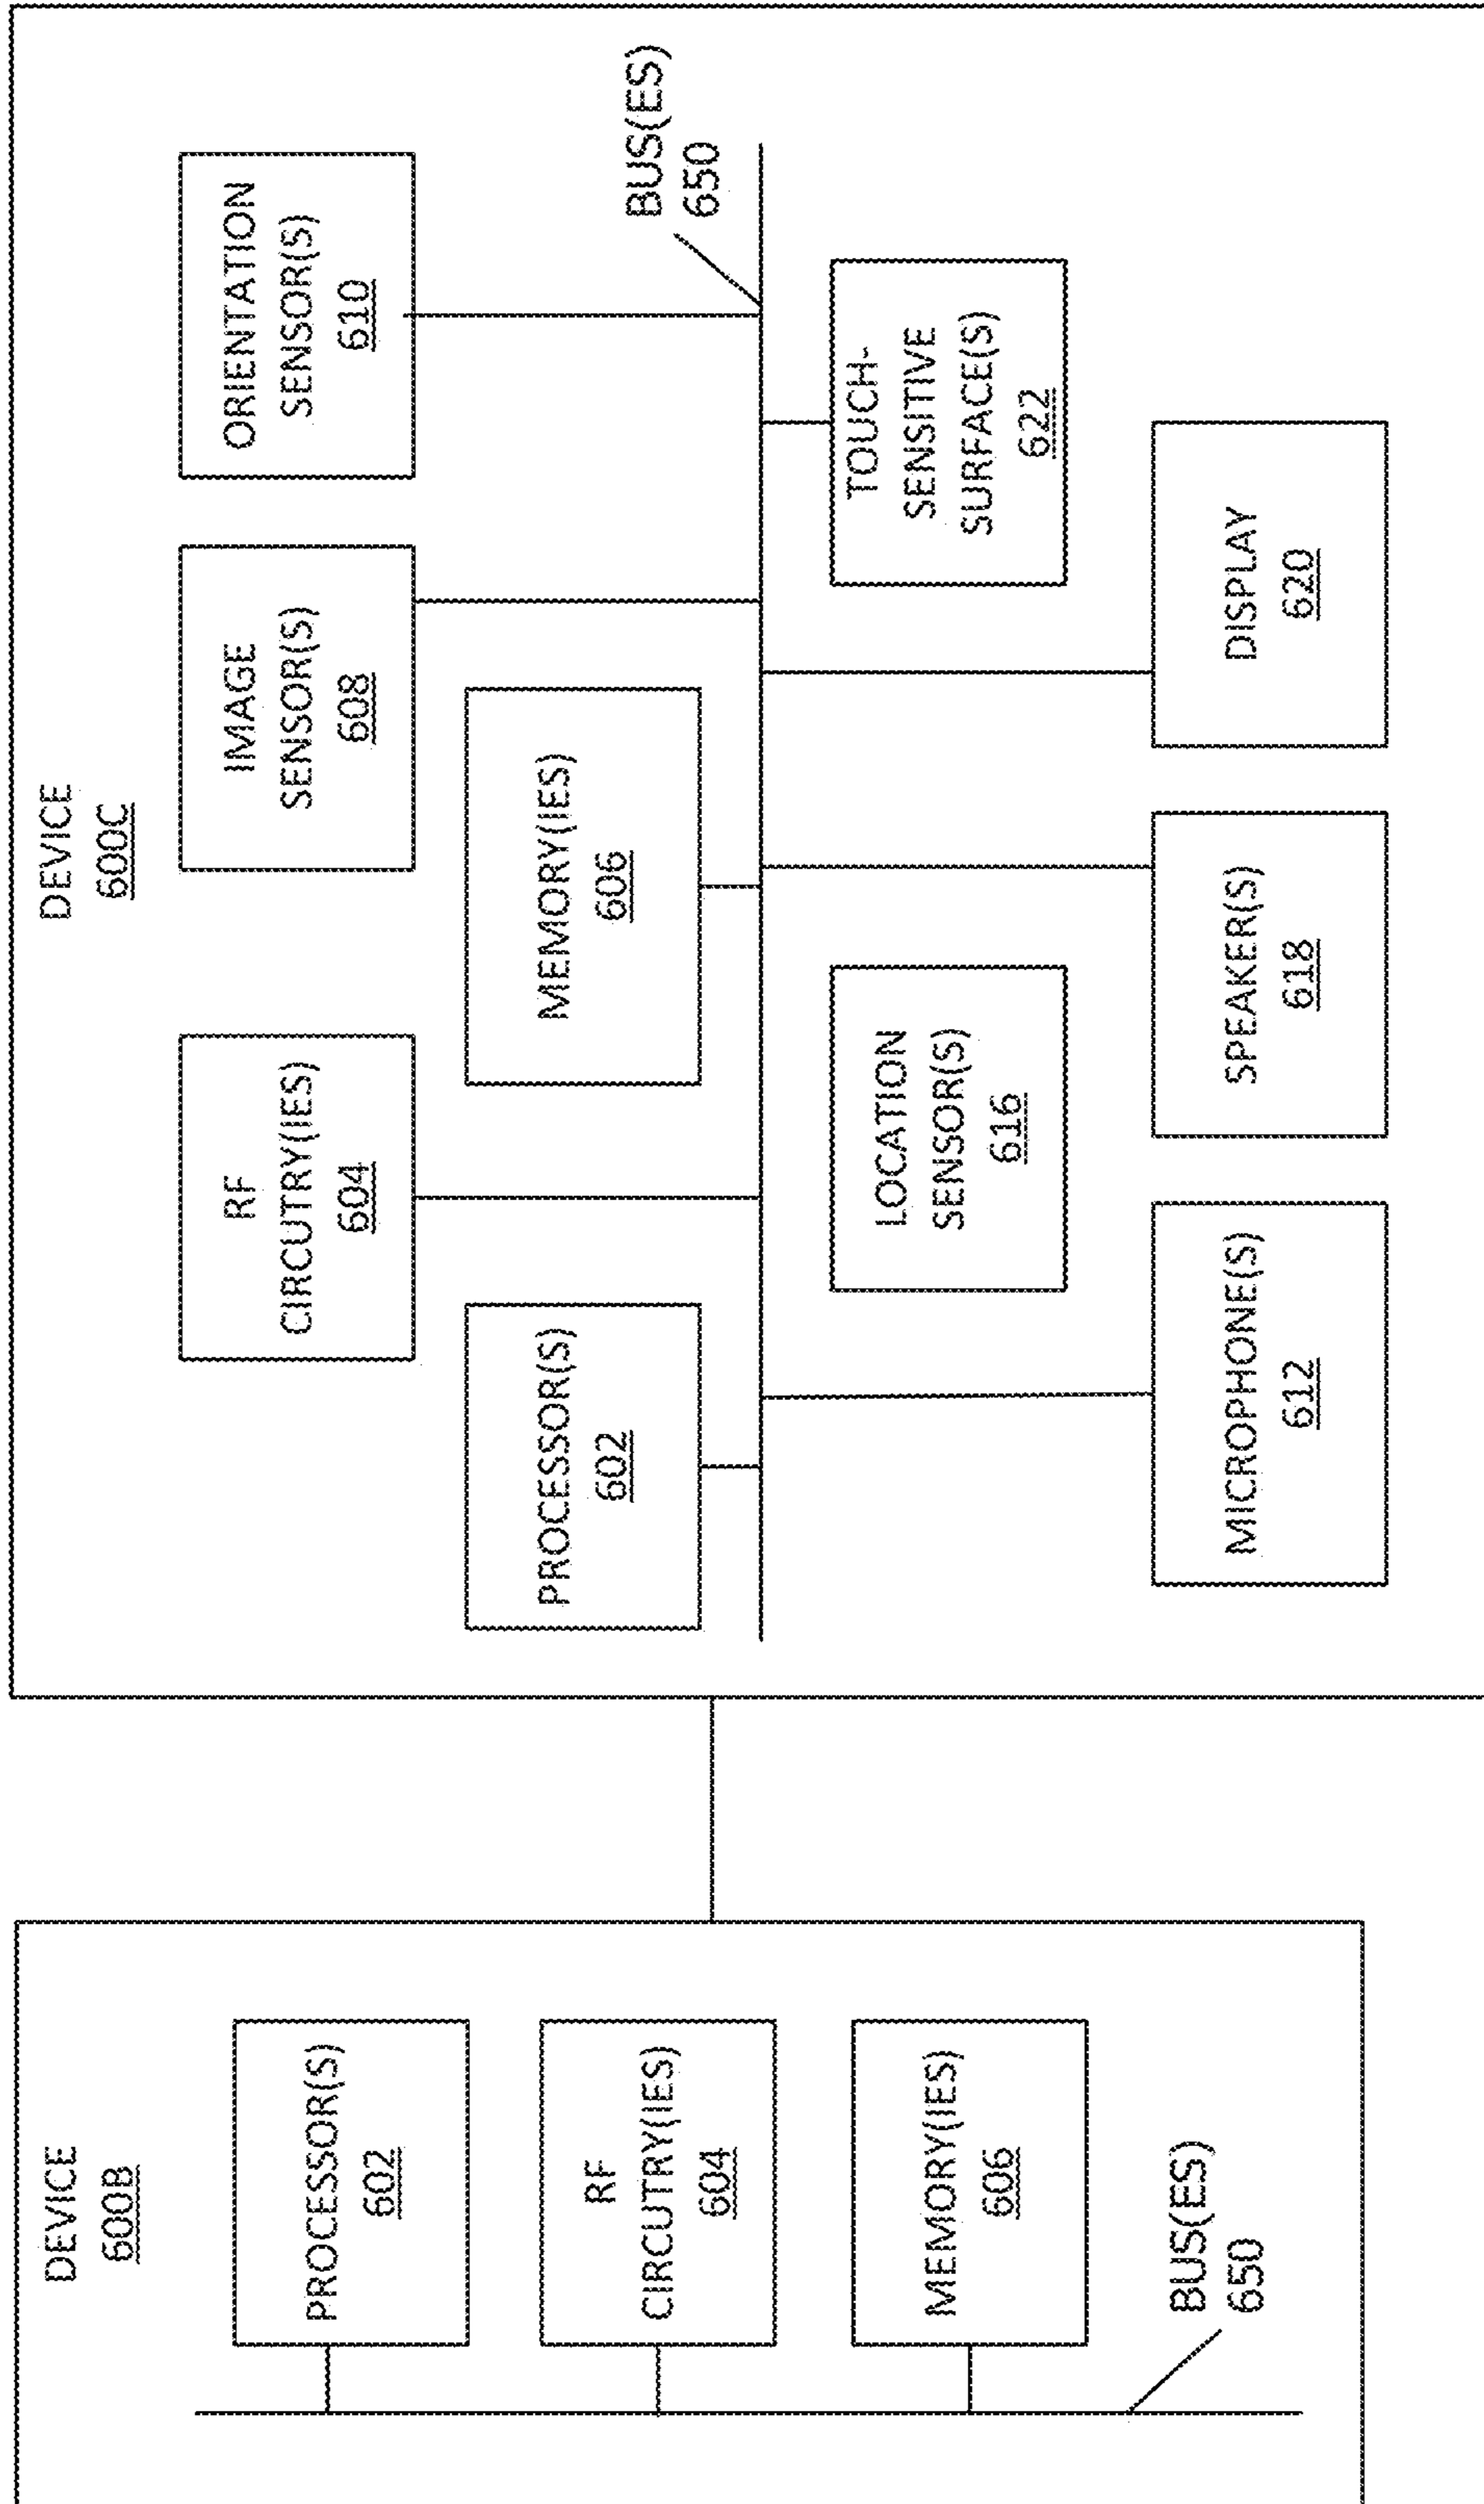 DEVICE
600B
PROCESSOR(S)
602
RF
CIRCUTRY(IES)
604
MEMORY(IES)
606
BUS(ES)
650
DEVICE
600C
RF
CIRCUTRY(IES)
604
IMAGE
SENSOR(S)
608
ORIENTATION
SENSOR(S)
610
PROCESSOR(S)
602
MEMORY(IES)
606
BUS(ES)
650
LOCATION
SENSOR(S)
616
TOUCH-
SENSITIVE
SURFACE(S)
622
MICROPHONE(S)
612
SPEAKER(S)
618
DISPLAY
620